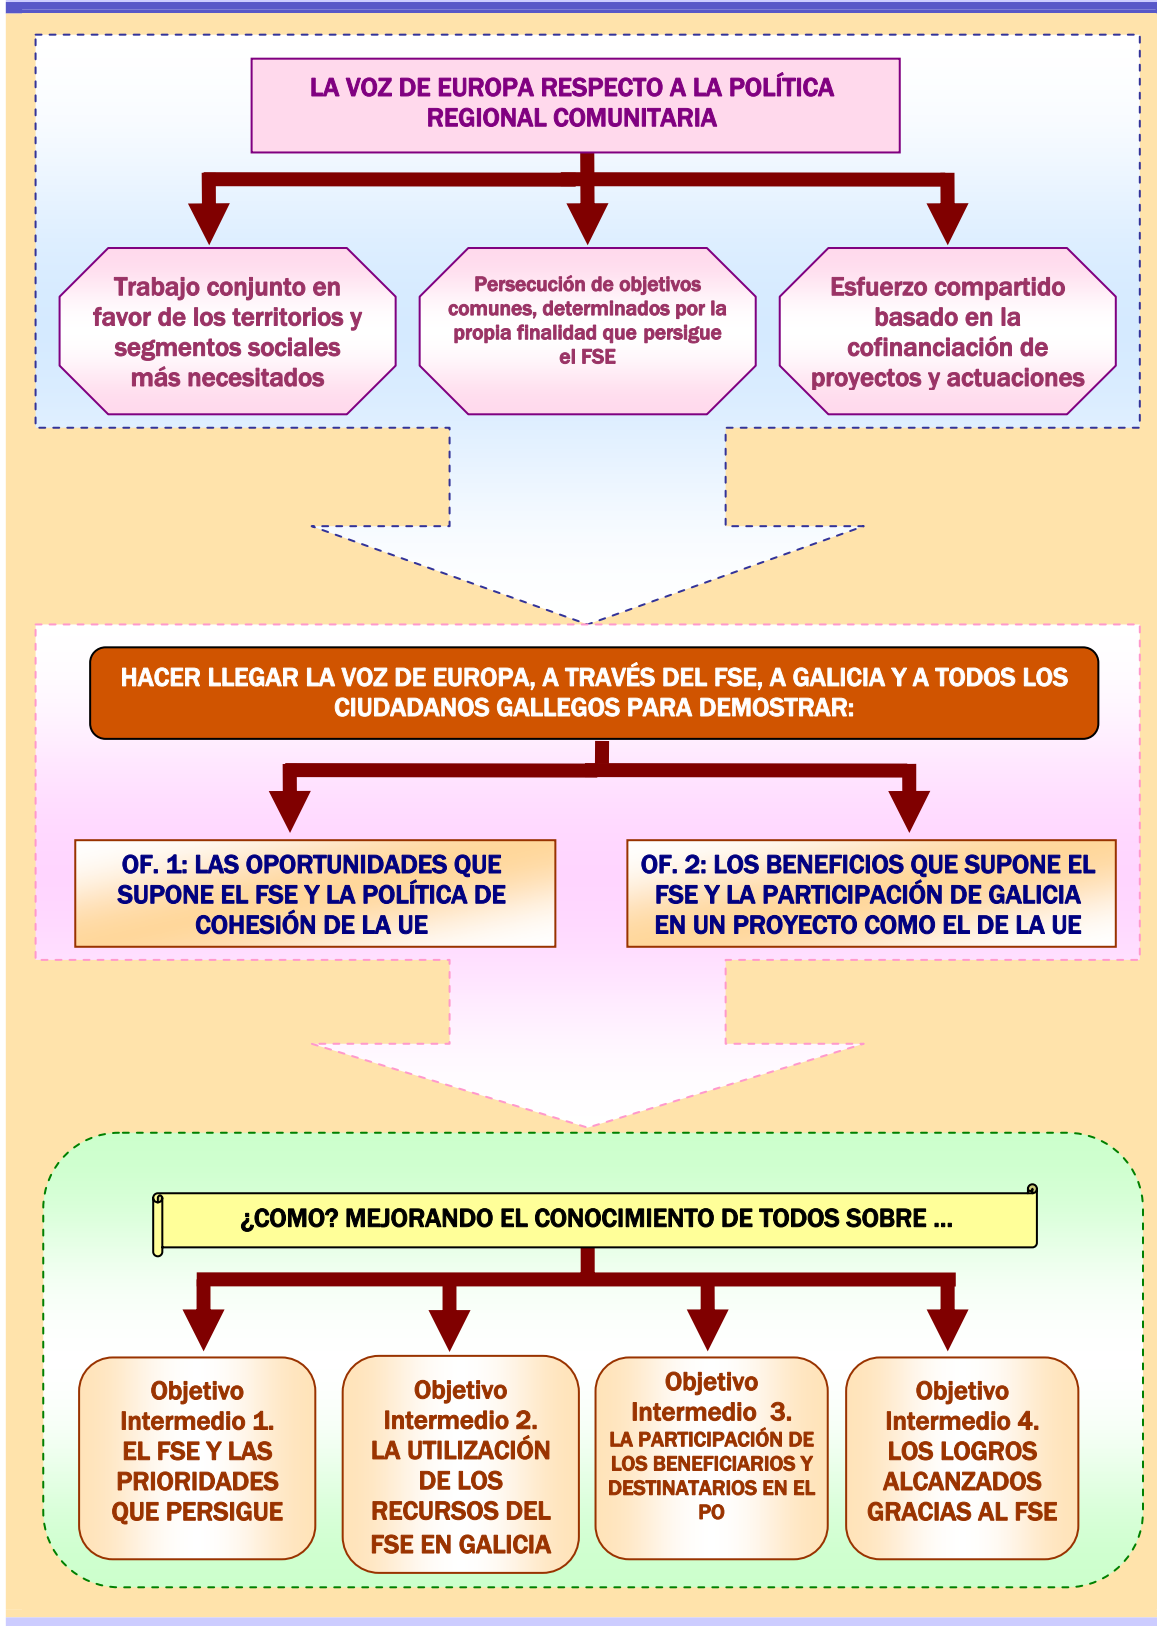 LA VOZ DE EUROPA RESPECTO A LA POLÍTICA
REGIONAL COMUNITARIA
Trabajo conjunto en
favor de los territorios y
segmentos sociales
más necesitados
Persecución de objetivos
comunes, determinados por la
propia finalidad que persigue
el FSE
Esfuerzo compartido
basado en la
cofinanciación de
proyectos y actuaciones
HACER LLEGAR LA VOZ DE EUROPA, A TRAVÉS DEL FSE, A GALICIA Y A TODOS LOS
CIUDADANOS GALLEGOS PARA DEMOSTRAR:
OF. 1: LAS OPORTUNIDADES QUE
SUPONE EL FSE Y LA POLÍTICA DE
COHESIÓN DE LA UE
OF. 2: LOS BENEFICIOS QUE SUPONE EL
FSE Y LA PARTICIPACIÓN DE GALICIA
EN UN PROYECTO COMO EL DE LA UE
¿COMO? MEJORANDO EL CONOCIMIENTO DE TODOS SOBRE ...
Objetivo
Intermedio 1.
EL FSE Y LAS
PRIORIDADES
QUE PERSIGUE
Objetivo
Intermedio 2.
LA UTILIZACIÓN
DE LOS
RECURSOS DEL
FSE EN GALICIA
Objetivo
Intermedio 3.
LA PARTICIPACIÓN DE
LOS BENEFICIARIOS Y
DESTINATARIOS EN EL
PO
Objetivo
Intermedio 4.
LOS LOGROS
ALCANZADOS
GRACIAS AL FSE